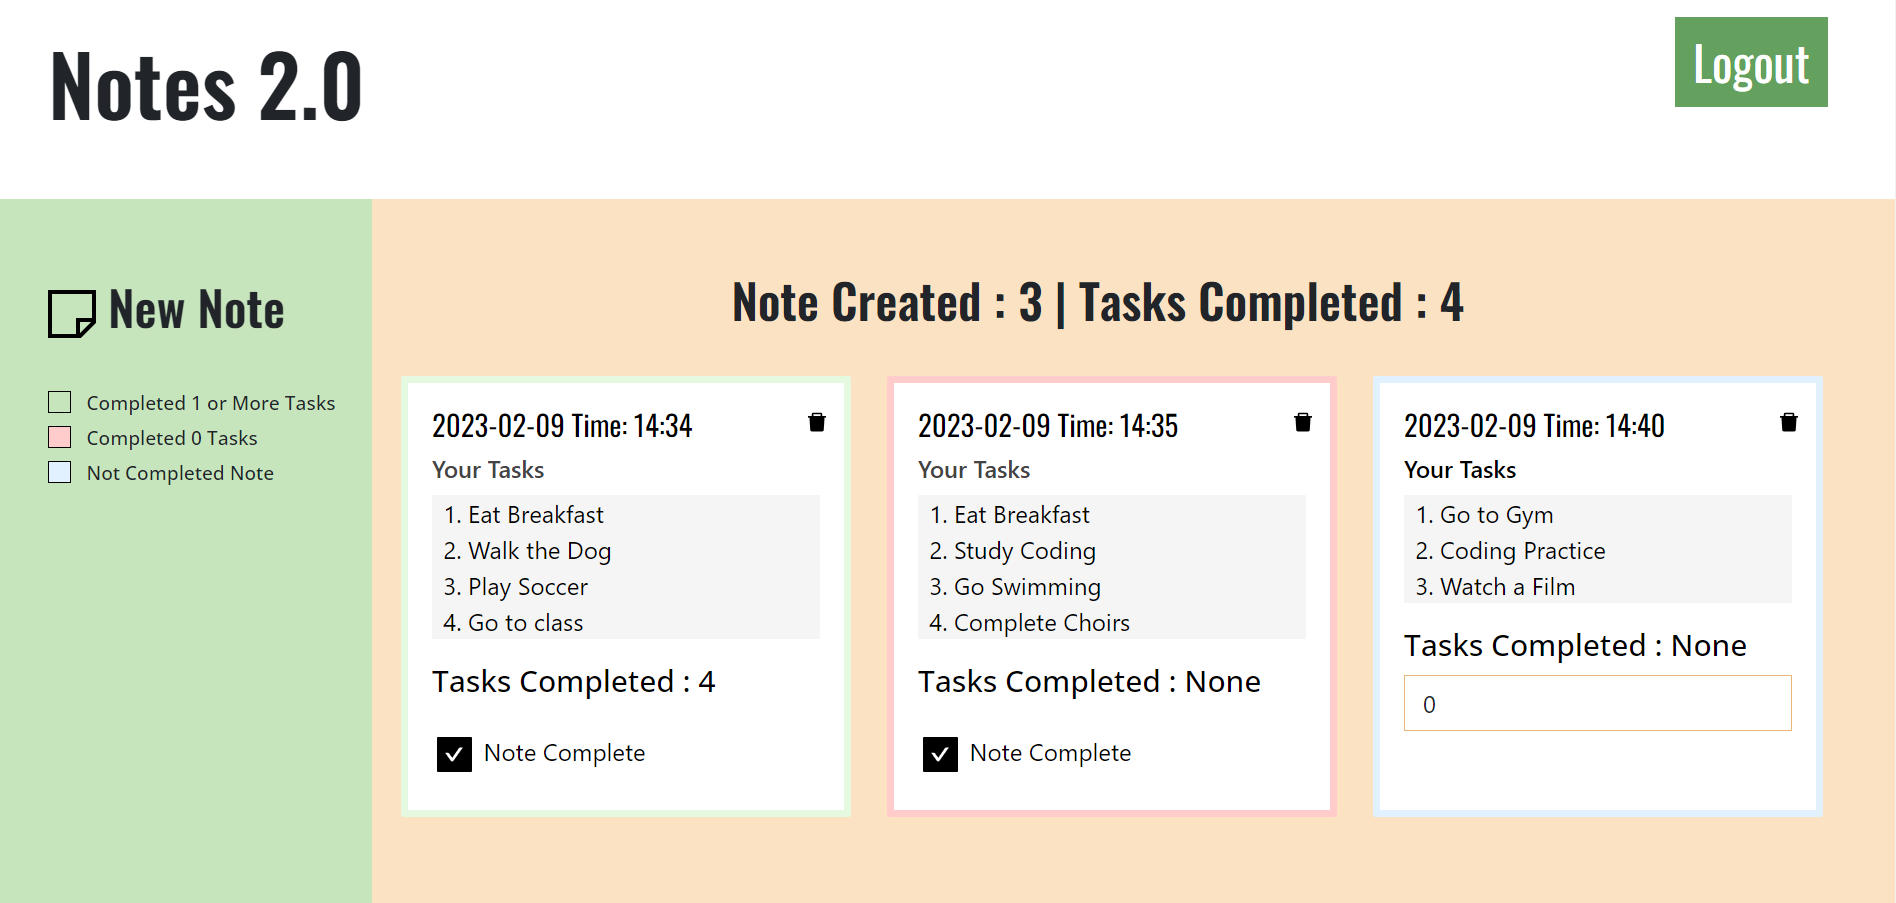 Notes 2.0
Logout
New Note
Completed 1 or More Tasks
Completed 0 Tasks
Not Completed Note
Note Created : 3 | Tasks Completed : 4
2023-02-09 Time: 14:34
Your Tasks
1. Eat Breakfast
2. Walk the Dog
3. Play Soccer
4. Go to class
Tasks Completed : 4
Note Complete
2023-02-09 Time: 14:35
Your Tasks
1. Eat Breakfast
2. Study Coding
3. Go Swimming
4. Complete Choirs
Tasks Completed : None
Note Complete
2023-02-09 Time: 14:40
Your Tasks
1. Go to Gym
2. Coding Practice
3. Watch a Film
Tasks Completed : None
0